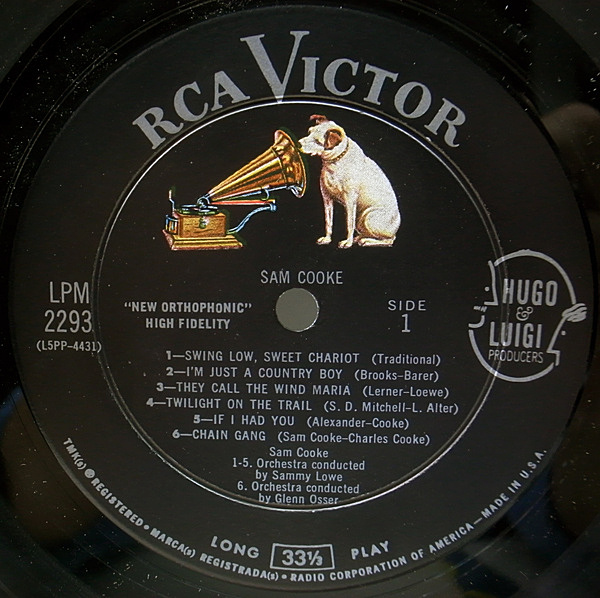 RCA VICTOR
SAM COOKE
LPM
2293
(L5PP-4431)
"NEW ORTHOPHONIC"
HIGH FIDELITY
SIDE
1
HUGO
&
LUIGI
PRODUCERS
1—SWING LOW, SWEET CHARIOT (Traditional)
2—I'M JUST A COUNTRY BOY (Brooks-Barer)
3—THEY CALL THE WIND MARIA (Lerner-Loewe)
4—TWILIGHT ON THE TRAIL (S. D. Mitchell-L. Alter)
5—IF I HAD YOU (Alexander-Cooke)
6—CHAIN GANG (Sam Cooke-Charles Cooke)
Sam Cooke
1-5. Orchestra conducted
by Sammy Lowe
6. Orchestra conducted
by Glenn Osser
LONG 33⅓ PLAY
TMK(s) ® REGISTERED • MARCA(s) REGISTRADA(s) • RADIO CORPORATION OF AMERICA—MADE IN U.S.A.